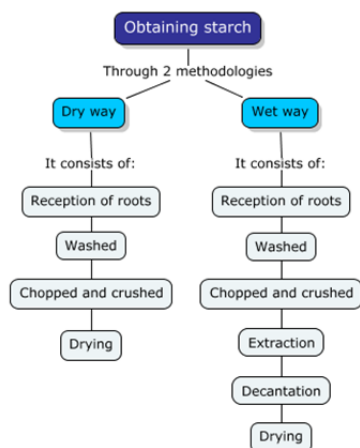 Obtaining starch
Through 2 methodologies
Dry way
Wet way
It consists of:
It consists of:
Reception of roots
Reception of roots
Washed
Washed
Chopped and crushed
Chopped and crushed
Drying
Extraction
Decantation
Drying